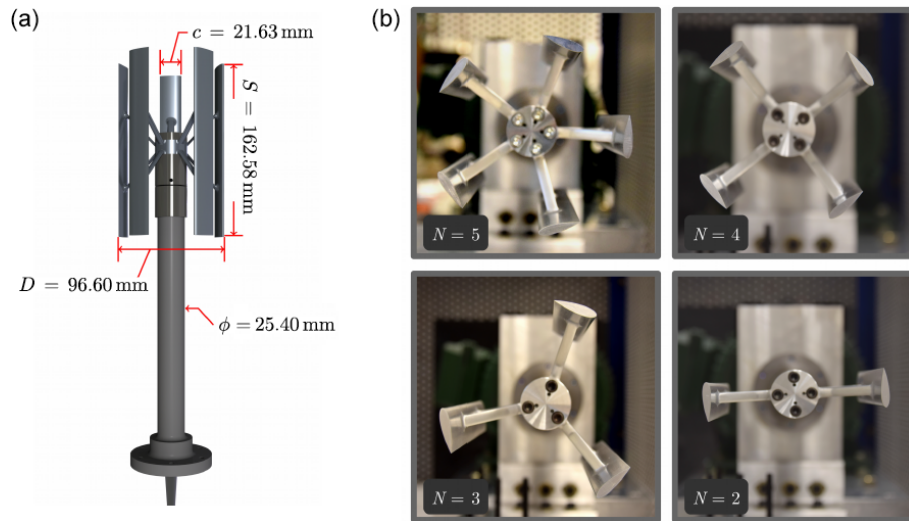 (a)
c = 21.63 mm
S = 162.58 mm
D = 96.60 mm
ϕ = 25.40 mm
(b)
N = 5
N = 4
N = 3
N = 2